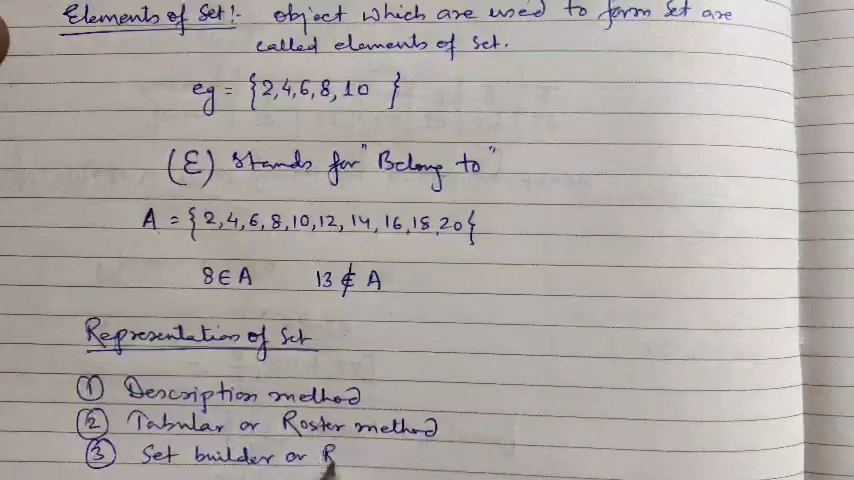 Elements of Set:- object which are used to form Set are
called elements of set.
eg = {2,4,6,8,10 }
(Ɛ) stands for "Belong to"
A = {2,4,6,8,10,12,14,16,18,20}
8 ∈ A 13 ∉ A
Representation of Set
① Description method
② Tabular or Roster method
③ Set builder or R